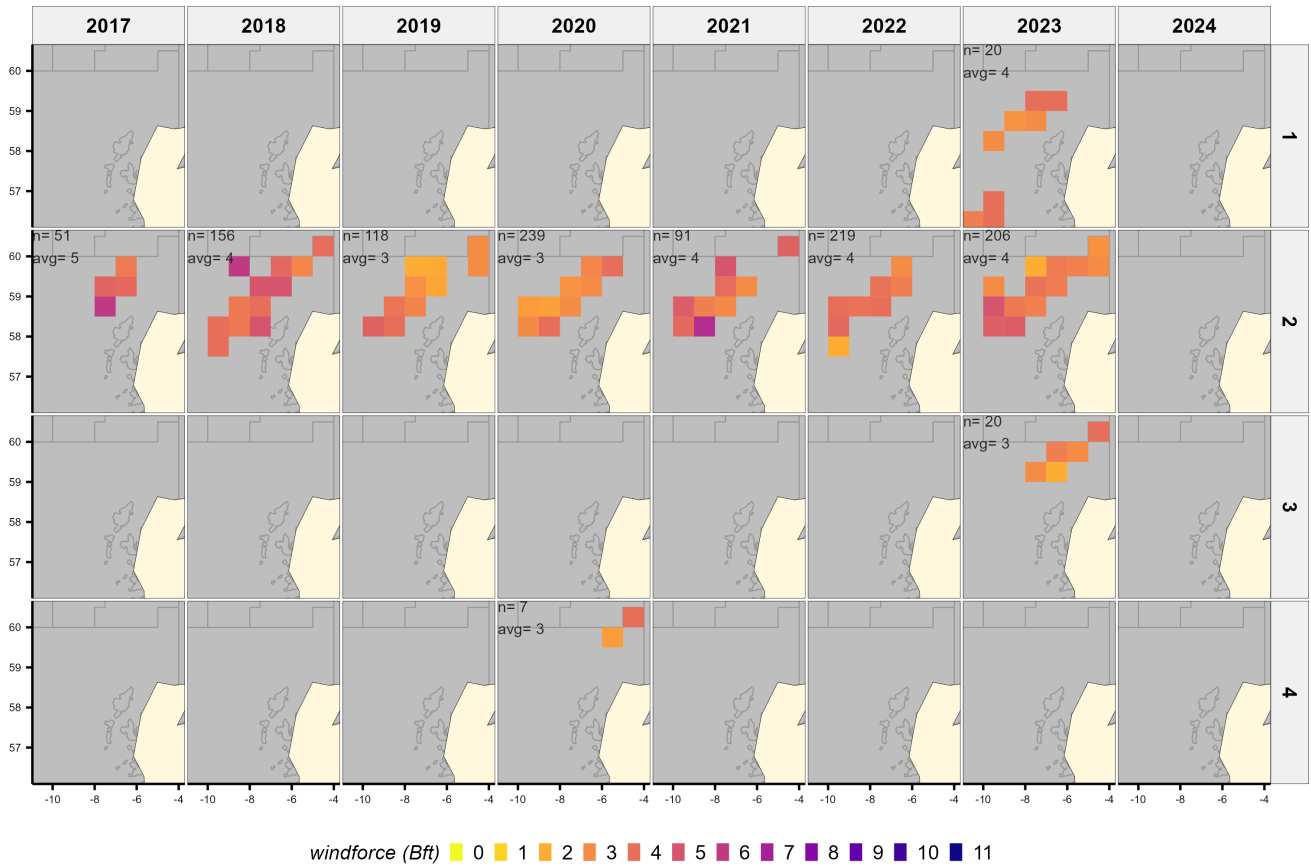 2017 2018 2019 2020 2021 2022 2023 2024
n= 20
avg= 4
60
59
58
57
1
n= 51 n= 156 n= 118 n= 239 n= 91 n= 219 n= 206
avg= 5 avg= 4 avg= 3 avg= 3 avg= 4 avg= 4 avg= 4
60
59
58
57
2
n= 20
avg= 3
60
59
58
57
3
n= 7
avg= 3
60
59
58
57
4
-10 -8 -6 -4 -10 -8 -6 -4 -10 -8 -6 -4 -10 -8 -6 -4 -10 -8 -6 -4 -10 -8 -6 -4 -10 -8 -6 -4 -10 -8 -6 -4
windforce (Bft) 0 1 2 3 4 5 6 7 8 9 10 11